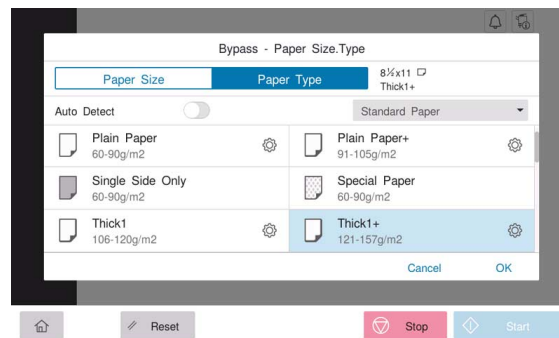 Bypass - Paper Size.Type
Paper Size
Paper Type
8½x11
Thick1+
Auto Detect
Standard Paper
Plain Paper
60-90g/m2
Plain Paper+
91-105g/m2
Single Side Only
60-90g/m2
Special Paper
60-90g/m2
Thick1
106-120g/m2
Thick1+
121-157g/m2
Cancel
OK
Reset
Stop
Start